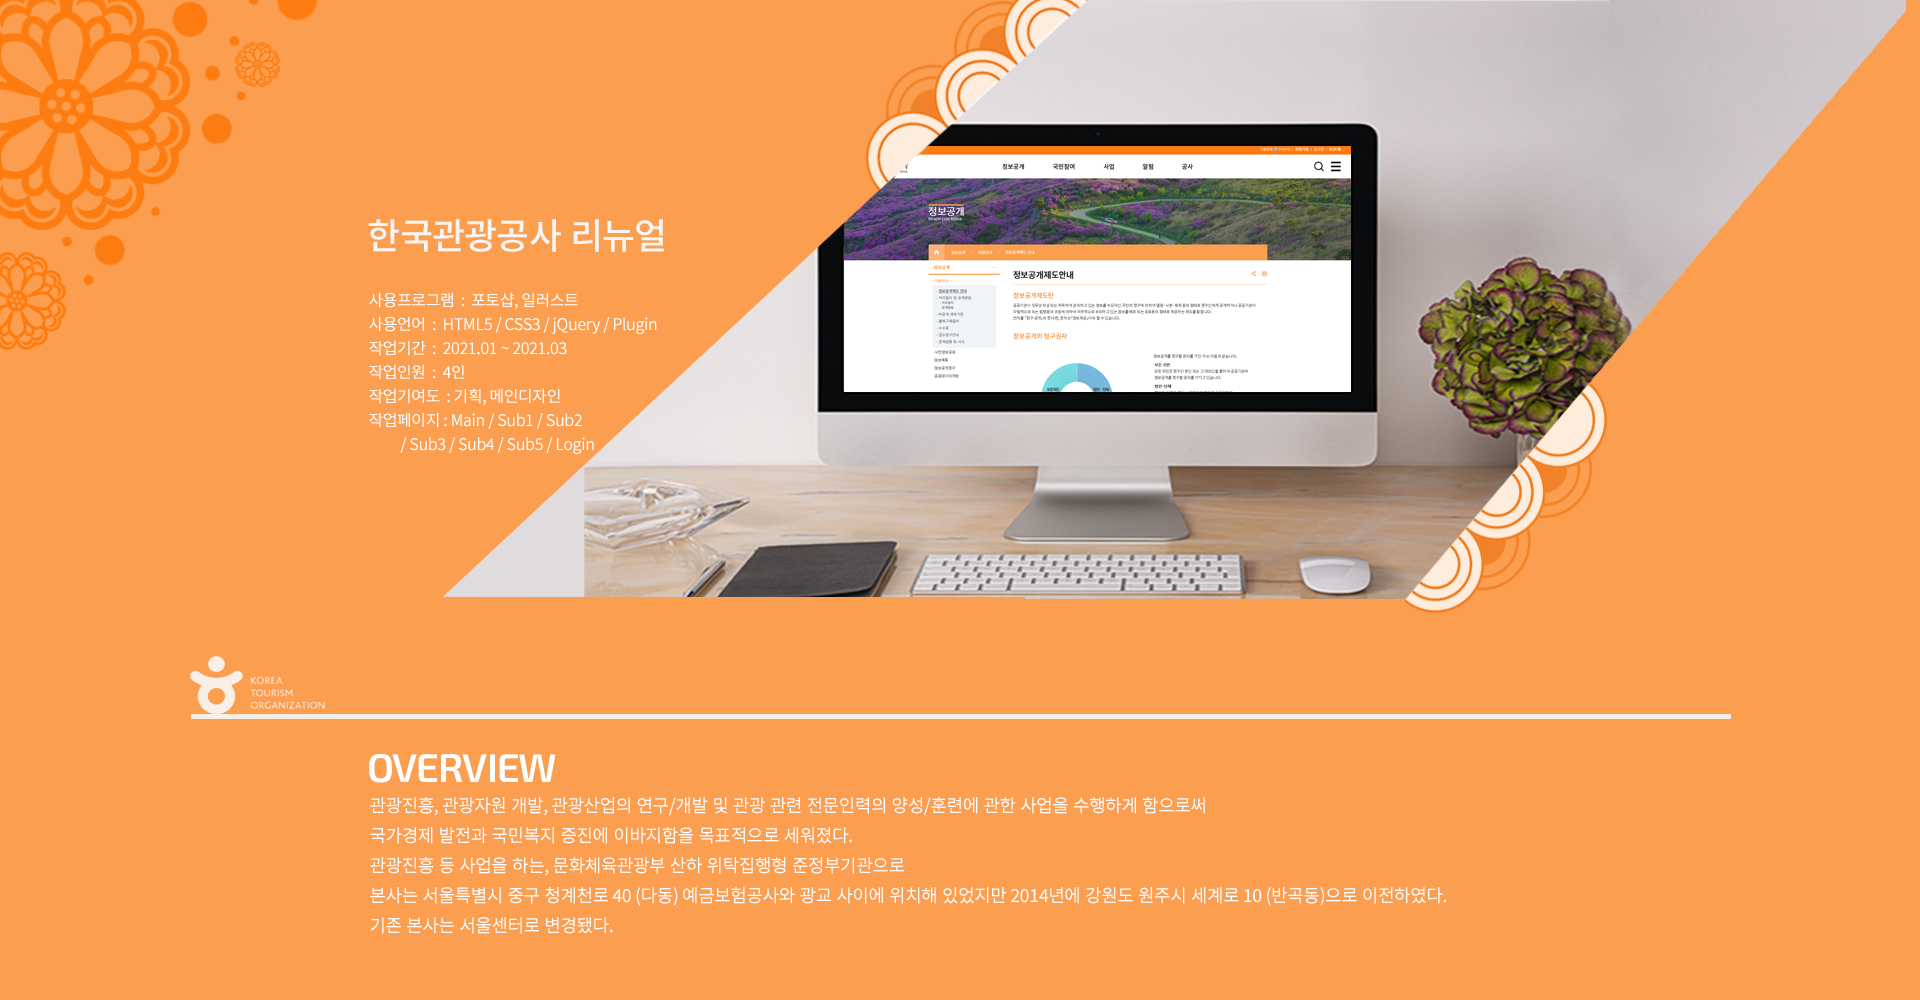 한국관광공사 리뉴얼
사용프로그램 : 포토샵, 일러스트
사용언어 : HTML5 / CSS3 / jQuery / Plugin
작업기간 : 2021.01 ~ 2021.03
작업인원 : 4인
작업기여도 : 기획, 메인디자인
작업페이지 : Main / Sub1 / Sub2
/ Sub3 / Sub4 / Sub5 / Login
정보공개 국민참여 사업 알림 공사
정보공개
정보공개제도안내
정보공개제도란
정보공개의 청구권자
KOREA
TOURISM
ORGANIZATION
OVERVIEW
관광진흥, 관광자원 개발, 관광산업의 연구/개발 및 관광 관련 전문인력의 양성/훈련에 관한 사업을 수행하게 함으로써
국가경제 발전과 국민복지 증진에 이바지함을 목표적으로 세워졌다.
관광진흥 등 사업을 하는, 문화체육관광부 산하 위탁집행형 준정부기관으로
본사는 서울특별시 중구 청계천로 40 (다동) 예금보험공사와 광교 사이에 위치해 있었지만 2014년에 강원도 원주시 세계로 10 (반곡동)으로 이전하였다.
기존 본사는 서울센터로 변경됐다.